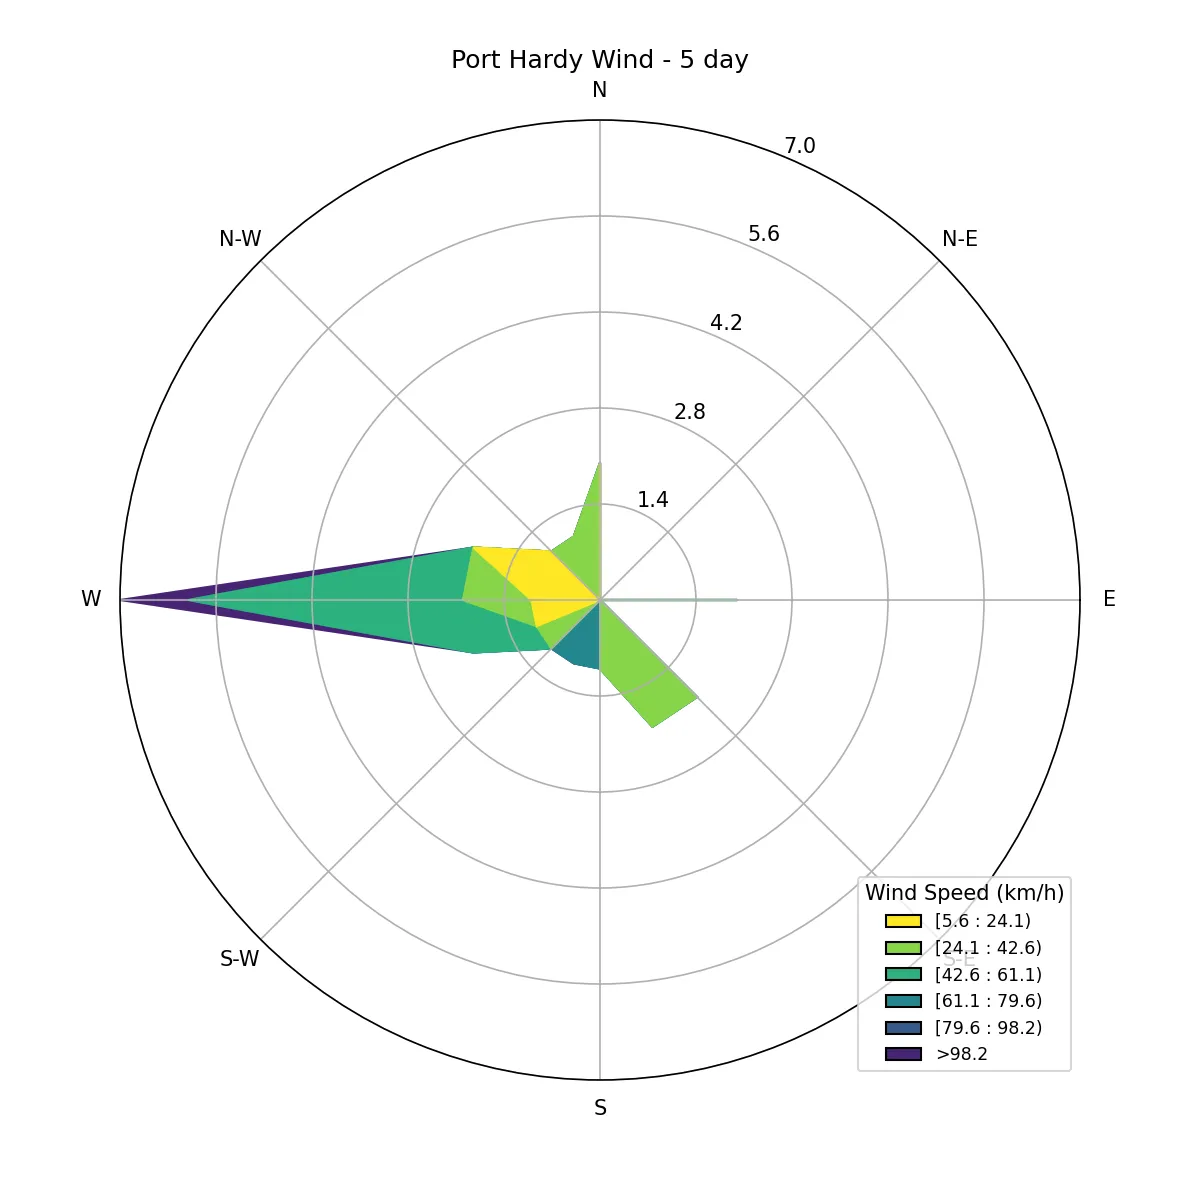 Port Hardy Wind - 5 day
N
7.0
N-W
5.6
N-E
4.2
2.8
1.4
W
E
Wind Speed (km/h)
[5.6 : 24.1)
[24.1 : 42.6)
S-W
S-E
[42.6 : 61.1)
[61.1 : 79.6)
[79.6 : 98.2)
>98.2
S